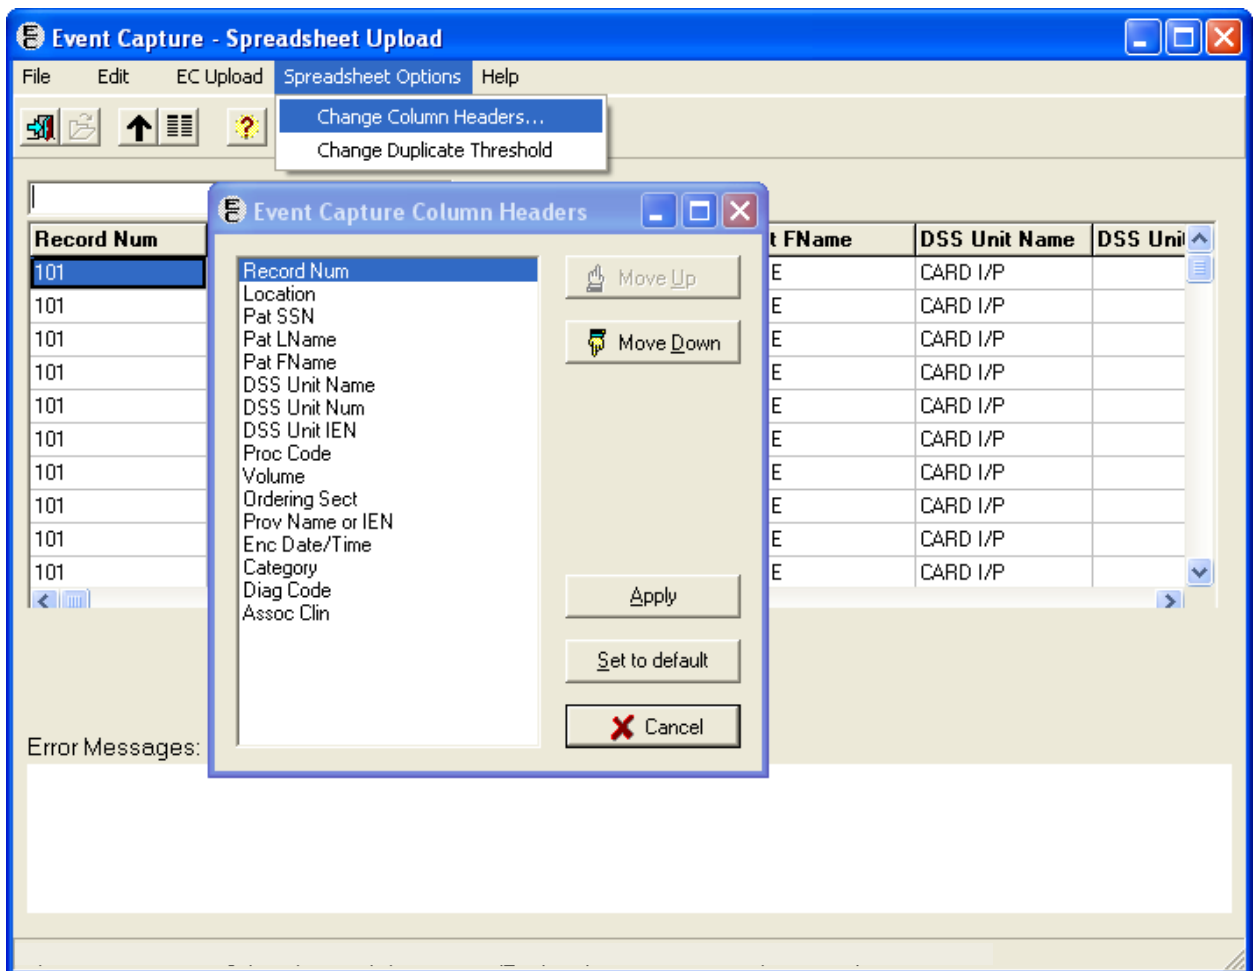 Event Capture - Spreadsheet Upload
File Edit EC Upload Spreadsheet Options Help
Change Column Headers...
Change Duplicate Threshold
Event Capture Column Headers
Record Num
t FName DSS Unit Name DSS Uni
101 E CARD I/P
101 E CARD I/P
101 E CARD I/P
101 E CARD I/P
101 E CARD I/P
101 E CARD I/P
101 E CARD I/P
101 E CARD I/P
101 E CARD I/P
101 E CARD I/P
Record Num
Location
Pat SSN
Pat LName
Pat FName
DSS Unit Name
DSS Unit Num
DSS Unit IEN
Proc Code
Volume
Ordering Sect
Prov Name or IEN
Enc Date/Time
Category
Diag Code
Assoc Clin
Move Up
Move Down
Apply
Set to default
Cancel
Error Messages: